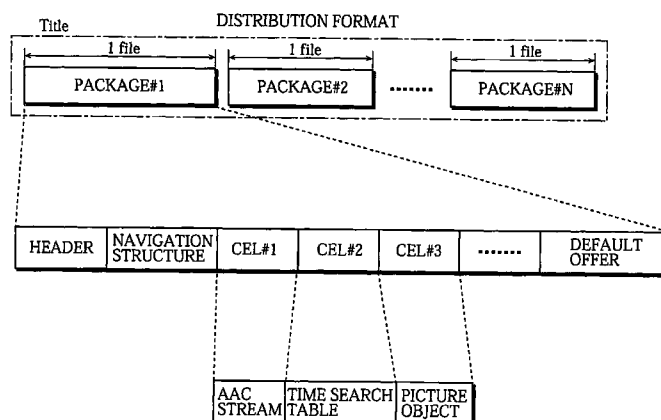 DISTRIBUTION FORMAT
Title
1 file 1 file 1 file
PACKAGE#1 PACKAGE#2 ....... PACKAGE#N
HEADER NAVIGATION STRUCTURE CEL#1 CEL#2 CEL#3 ....... DEFAULT OFFER
AAC STREAM TIME SEARCH TABLE PICTURE OBJECT